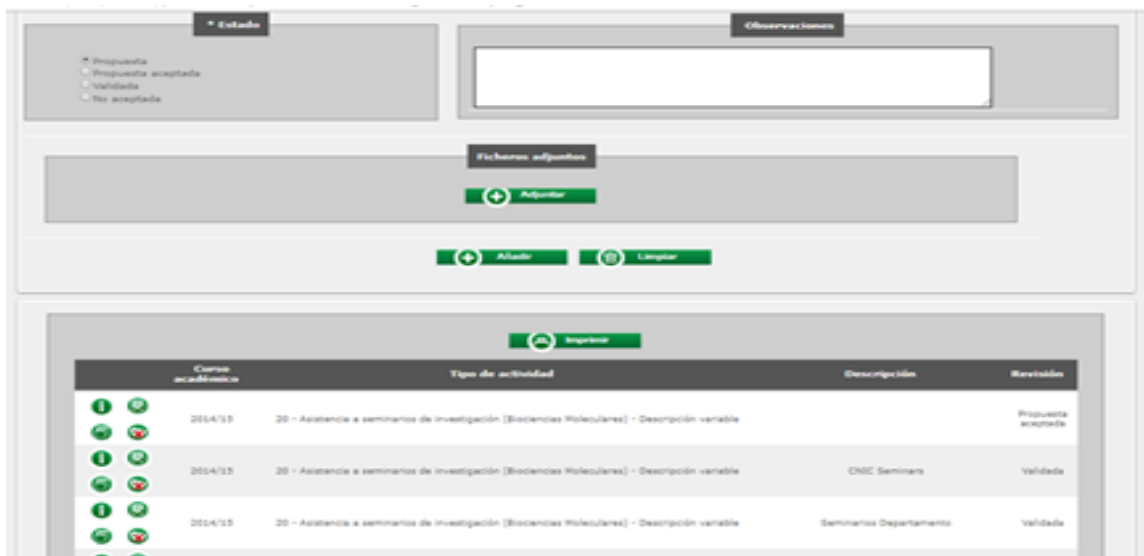 * Estado
Observaciones
Propuesta
Propuesta aceptada
Validada
No aceptada
Ficheros adjuntos
Adjuntar
Añadir
Limpiar
Imprimir
Curso académico Tipo de actividad Descripción Revisión
2014/15 20 - Asistencia a seminarios de investigación [Biociencias Moleculares] - Descripción variable Propuesta aceptada
2014/15 20 - Asistencia a seminarios de investigación [Biociencias Moleculares] - Descripción variable CNIC Seminars Validada
2014/15 20 - Asistencia a seminarios de investigación [Biociencias Moleculares] - Descripción variable Seminarios Departamento Validada